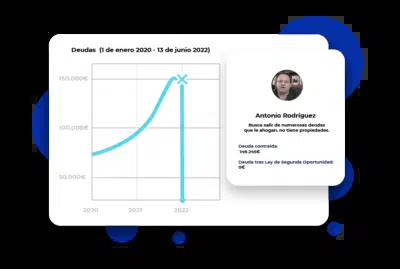 Deudas (1 de enero 2020 - 13 de junio 2022)
150.000€
100.000€
50.000€
2020
2021
2022
Antonio Rodríguez
Busca salir de numerosas deudas
que le ahogan, no tiene propiedades.
Deuda contraída:
149.249€
Deuda tras Ley de Segunda Oportunidad:
0€